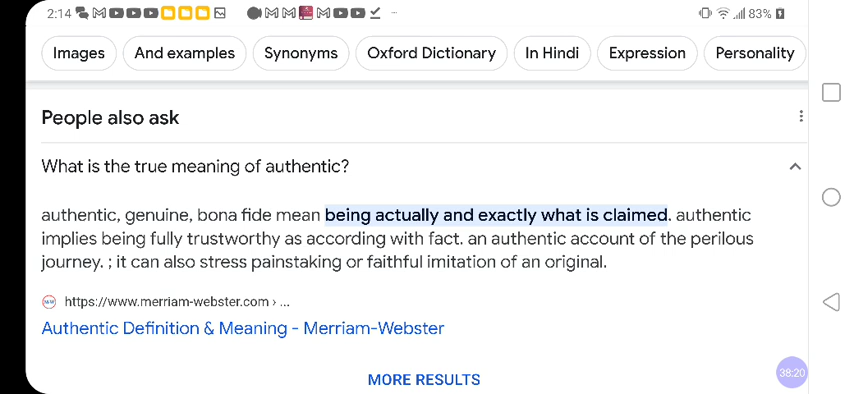 2:14 83%
Images And examples Synonyms Oxford Dictionary In Hindi Expression Personality
People also ask
What is the true meaning of authentic?
authentic, genuine, bona fide mean being actually and exactly what is claimed. authentic
implies being fully trustworthy as according with fact. an authentic account of the perilous
journey. ; it can also stress painstaking or faithful imitation of an original.
https://www.merriam-webster.com › ...
Authentic Definition & Meaning - Merriam-Webster
MORE RESULTS
38:20